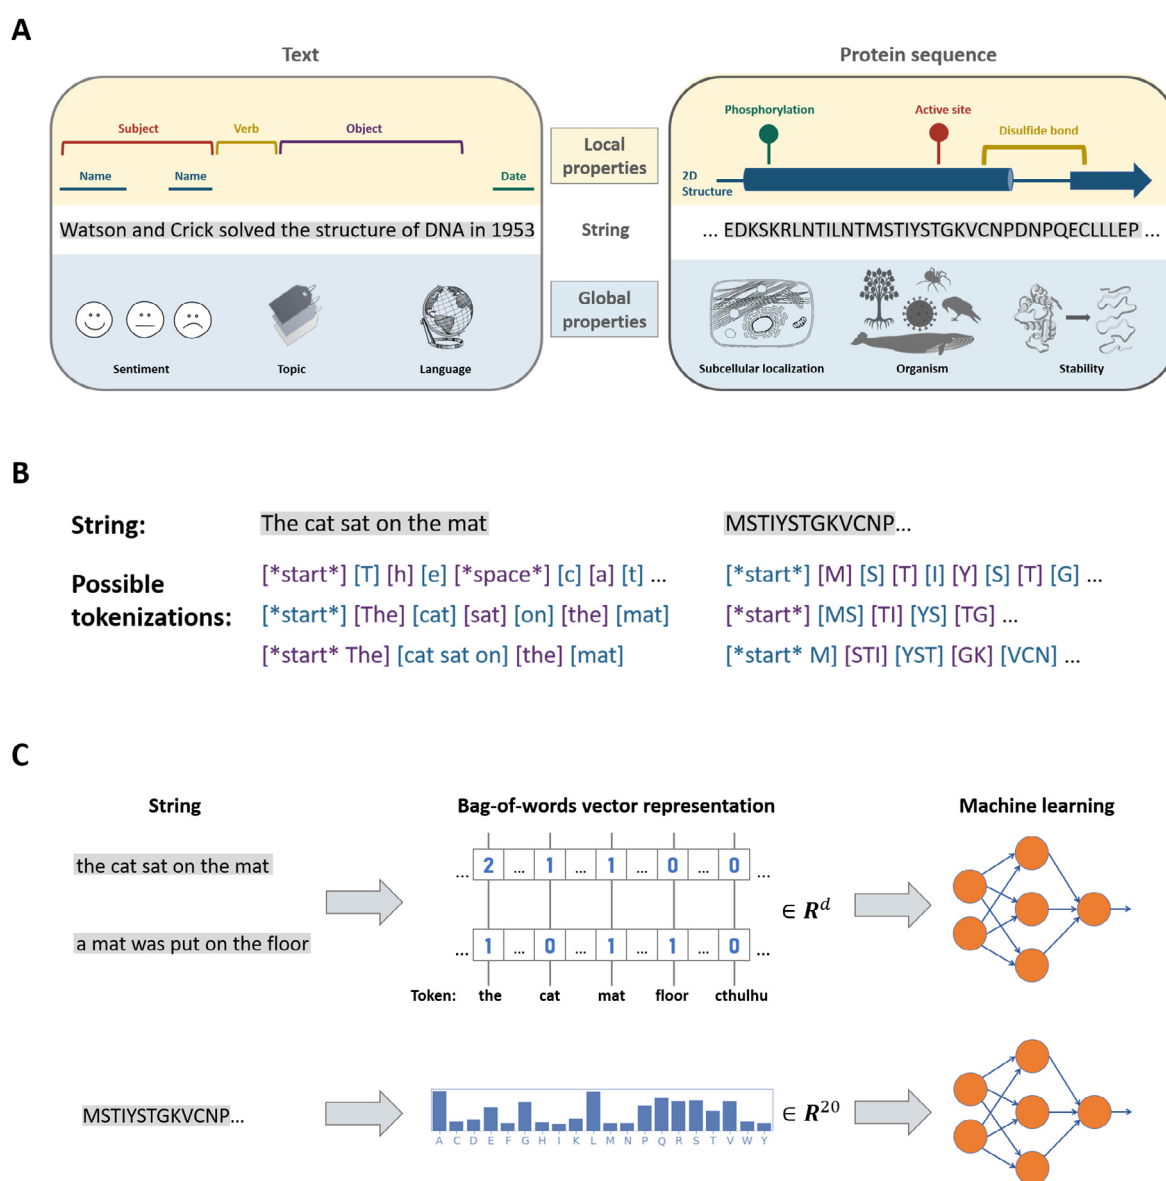 A
Text
Protein sequence
Subject
Verb
Object
Name
Name
Date
Local
properties
Phosphorylation
Active site
Disulfide bond
2D
Structure
Watson and Crick solved the structure of DNA in 1953
String
... EDKSKRLNTILNTMSTIYSTGKVCNPDNPQECLLLEP ...
Global
properties
Sentiment
Topic
Language
Subcellular localization
Organism
Stability
B
String:
The cat sat on the mat
MSTIYSTGKVCNP...
Possible
tokenizations:
[*start*] [T] [h] [e] [*space*] [c] [a] [t] ...
[*start*] [The] [cat] [sat] [on] [the] [mat]
[*start* The] [cat sat on] [the] [mat]
[*start*] [M] [S] [T] [I] [Y] [S] [T] [G] ...
[*start*] [MS] [TI] [YS] [TG] ...
[*start* M] [STI] [YST] [GK] [VCN] ...
C
String
Bag-of-words vector representation
Machine learning
the cat sat on the mat
... 2 ... 1 ... 1 ... 0 ... 0 ...
∈ R^d
a mat was put on the floor
... 1 ... 0 ... 1 ... 1 ... 0 ...
Token: the cat mat floor cthulhu
MSTIYSTGKVCNP...
A C D E F G H I K L M N P Q R S T V W Y
∈ R^20